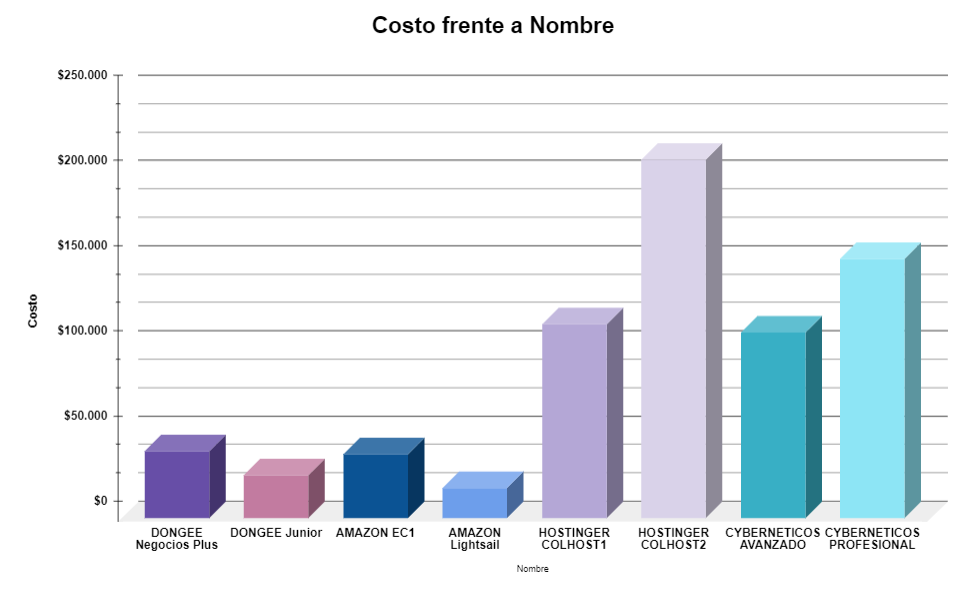 Costo frente a Nombre
$250.000
$200.000
$150.000
$100.000
$50.000
$0
Costo
DONGEE
Negocios Plus
DONGEE Junior
AMAZON EC1
AMAZON
Lightsail
HOSTINGER
COLHOST1
HOSTINGER
COLHOST2
CYBERNETICOS
AVANZADO
CYBERNETICOS
PROFESIONAL
Nombre